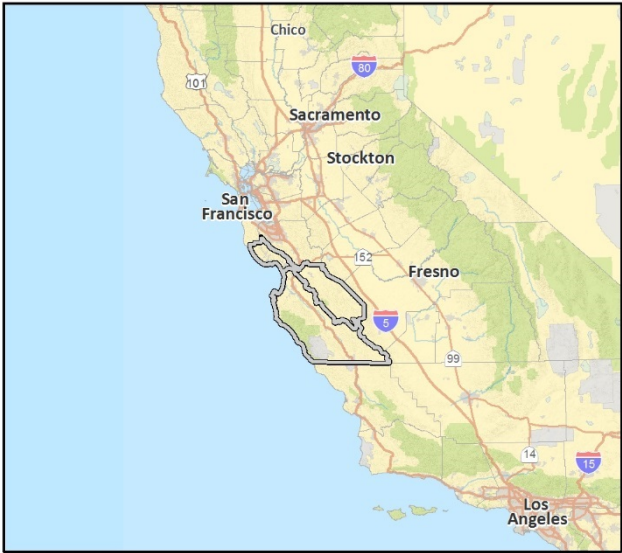 Chico
80
101
Sacramento
Stockton
San
Francisco
152
Fresno
5
99
14
15
Los
Angeles